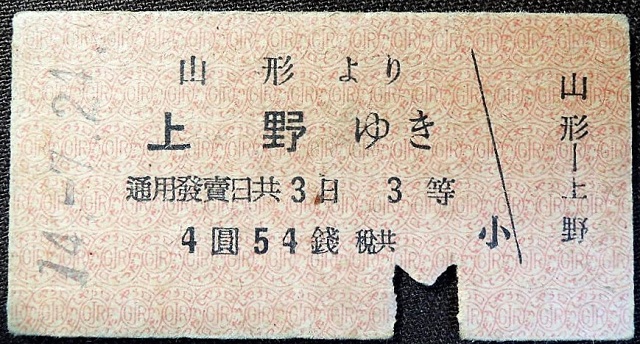 山形より
上野ゆき
通用發賣日共3日 3等
4圓54錢 税共
小
山形―上野
14.-7.21